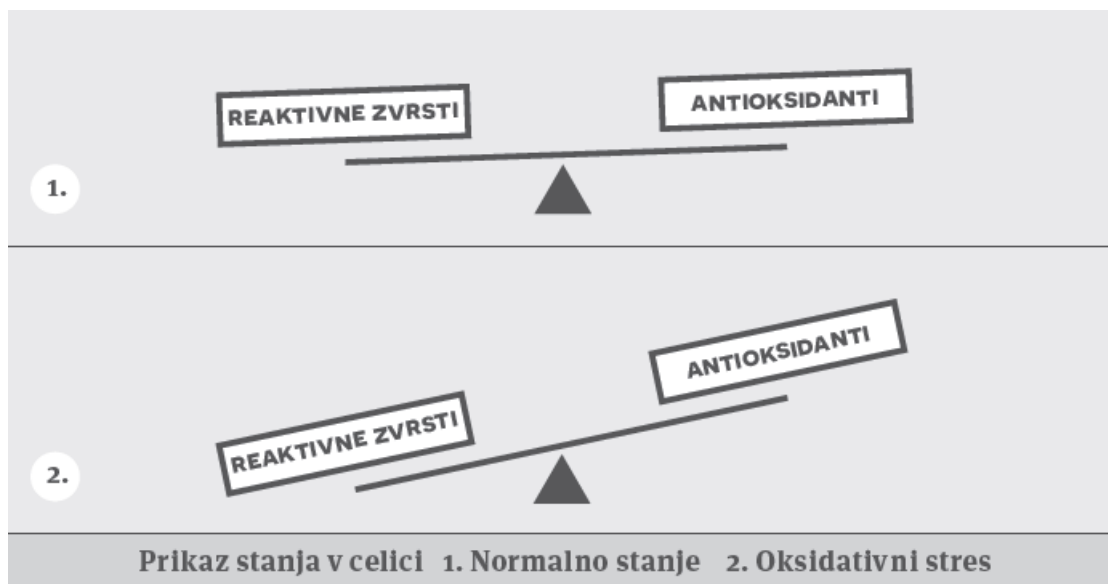 REAKTIVNE ZVRSTI
ANTIOKSIDANTI
1.
REAKTIVNE ZVRSTI
ANTIOKSIDANTI
2.
Prikaz stanja v celici 1. Normalno stanje 2. Oksidativni stres